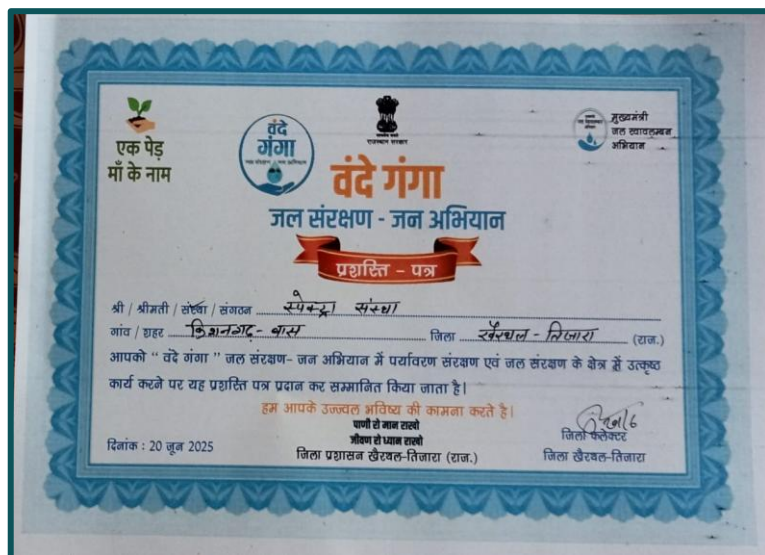 एक पेड़
माँ के नाम
वंदे
गंगा
राजस्थान सरकार
मुख्यमंत्री
जल स्वावलम्बन
अभियान
वंदे गंगा
जल संरक्षण - जन अभियान
प्रशस्ति - पत्र
श्री / श्रीमती / संस्था / संगठन स्पेक्ट्रा संस्था
गांव / शहर किशनगढ़ - बास जिला खैरथल - तिजारा (राज.)
आपको “ वंदे गंगा ” जल संरक्षण- जन अभियान में पर्यावरण संरक्षण एवं जल संरक्षण के क्षेत्र में उत्कृष्ठ
कार्य करने पर यह प्रशस्ति पत्र प्रदान कर सम्मानित किया जाता है।
हम आपके उज्ज्वल भविष्य की कामना करते है।
पाणी रो मान राखो
जीवण रो ध्यान राखो
दिनांक : 20 जून 2025
जिला प्रशासन खैरथल-तिजारा (राज.)
जिला कलेक्टर
जिला खैरथल-तिजारा